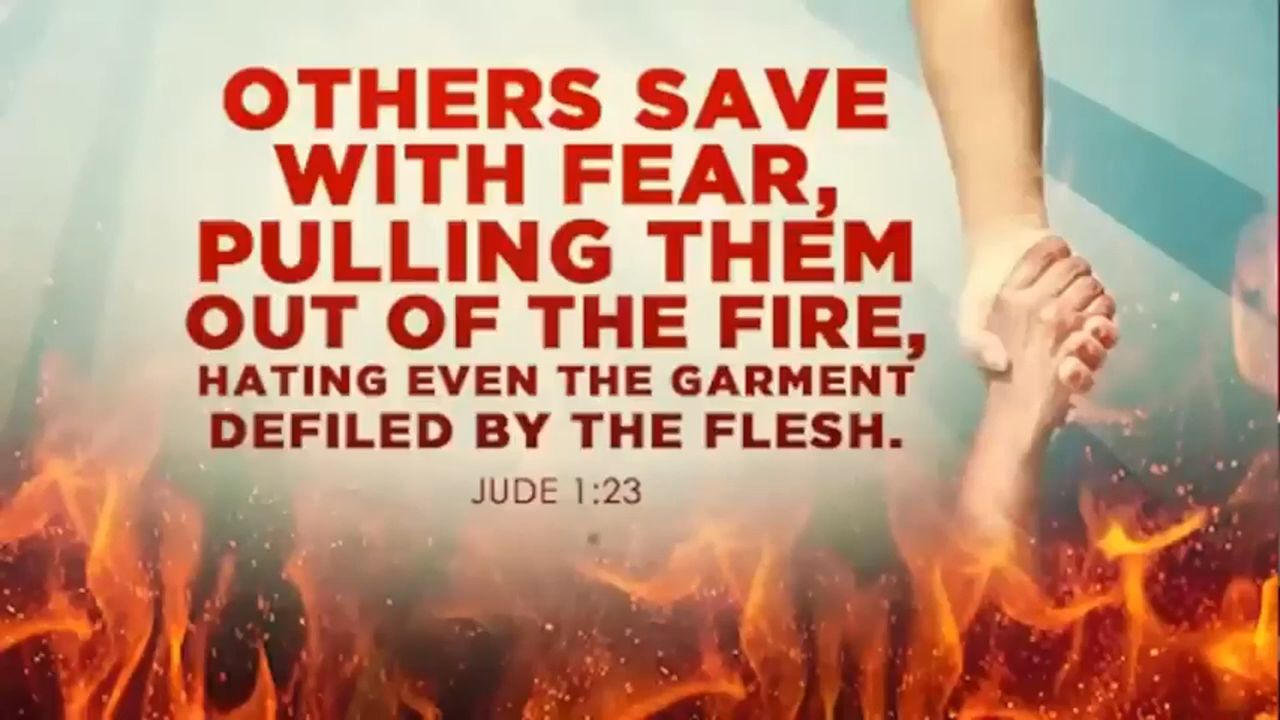 OTHERS SAVE
WITH FEAR,
PULLING THEM
OUT OF THE FIRE,
HATING EVEN THE GARMENT
DEFILED BY THE FLESH.
JUDE 1:23